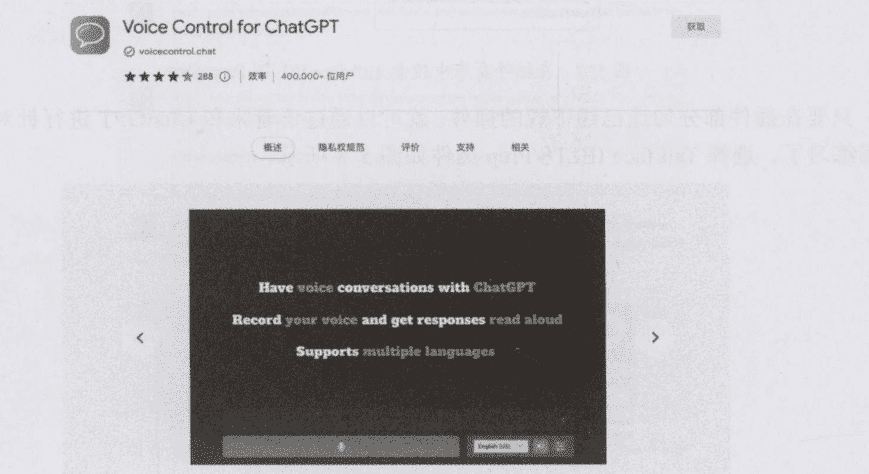 Voice Control for ChatGPT
获取
voicecontrol.chat
288 效率 400,000+ 位用户
概述 隐私权规范 评价 支持 相关
Have voice conversations with ChatGPT
Record your voice and get responses read aloud
Supports multiple languages
English (US)